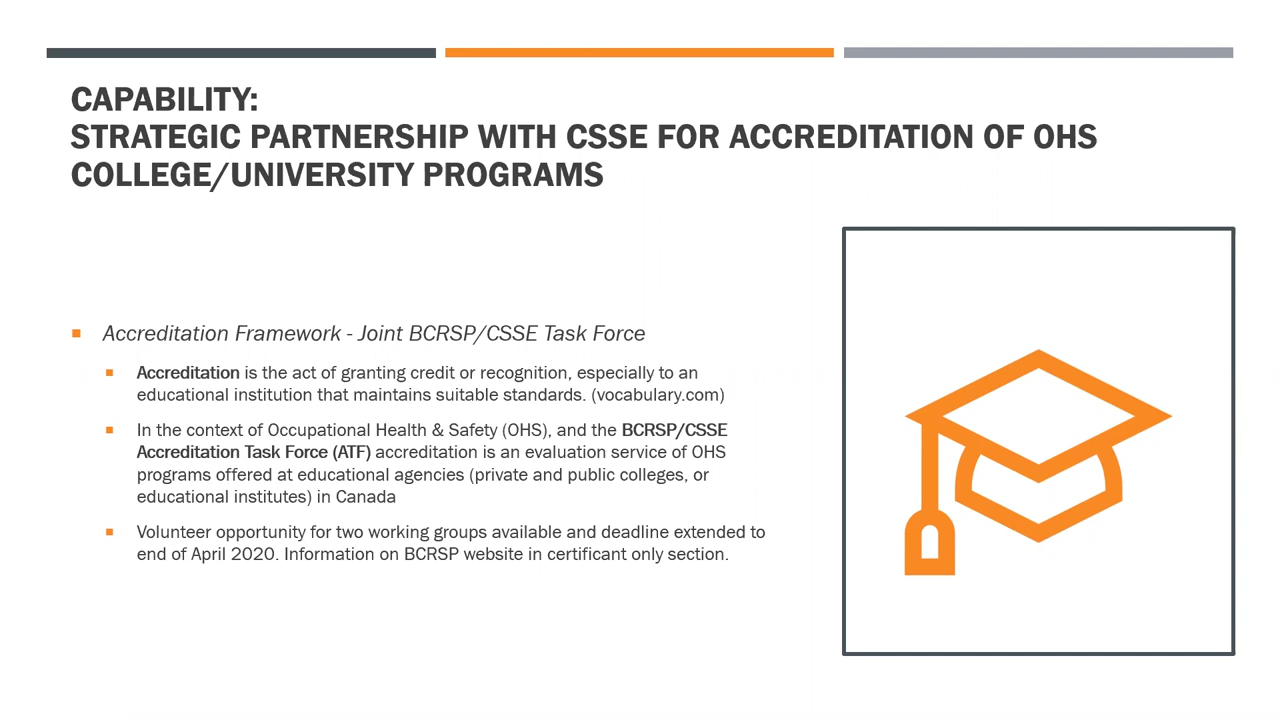 CAPABILITY:
STRATEGIC PARTNERSHIP WITH CSSE FOR ACCREDITATION OF OHS
COLLEGE/UNIVERSITY PROGRAMS
Accreditation Framework - Joint BCRSP/CSSE Task Force
Accreditation is the act of granting credit or recognition, especially to an
educational institution that maintains suitable standards. (vocabulary.com)
In the context of Occupational Health & Safety (OHS), and the BCRSP/CSSE
Accreditation Task Force (ATF) accreditation is an evaluation service of OHS
programs offered at educational agencies (private and public colleges, or
educational institutes) in Canada
Volunteer opportunity for two working groups available and deadline extended to
end of April 2020. Information on BCRSP website in certificant only section.